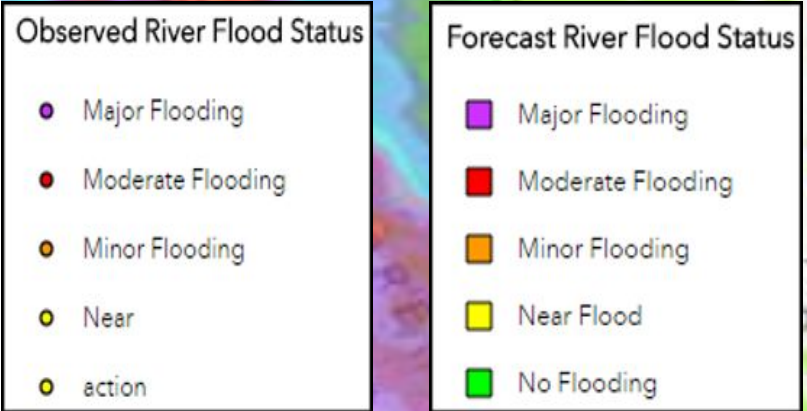 Observed River Flood Status
Major Flooding
Moderate Flooding
Minor Flooding
Near
action
Forecast River Flood Status
Major Flooding
Moderate Flooding
Minor Flooding
Near Flood
No Flooding